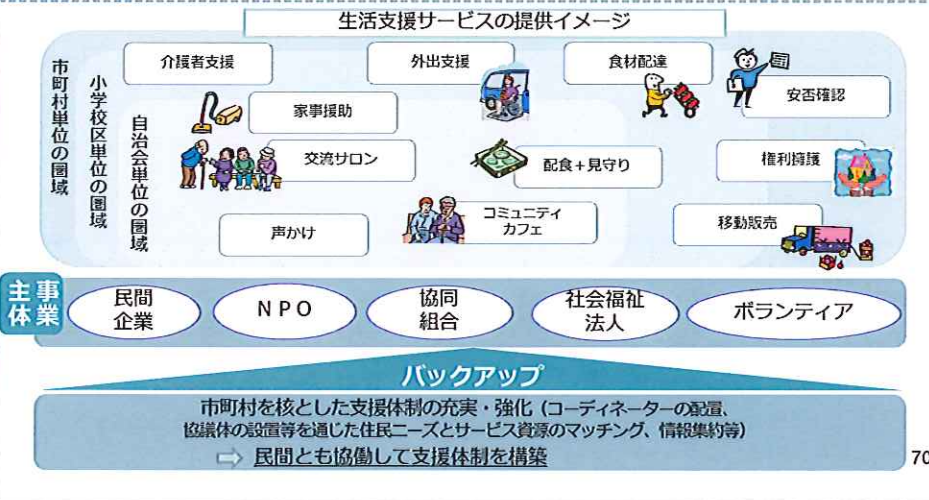 生活支援サービスの提供イメージ
市町村単位の圏域
小学校区単位の圏域
自治会単位の圏域
介護者支援
外出支援
食材配達
安否確認
家事援助
交流サロン
配食+見守り
権利擁護
声かけ
コミュニティ
カフェ
移動販売
事業
主体
民間
企業
NPO
協同
組合
社会福祉
法人
ボランティア
バックアップ
市町村を核とした支援体制の充実・強化(コーディネーターの配置、
協議体の設置等を通じた住民ニーズとサービス資源のマッチング、情報集約等)
⇨ 民間とも協働して支援体制を構築
70